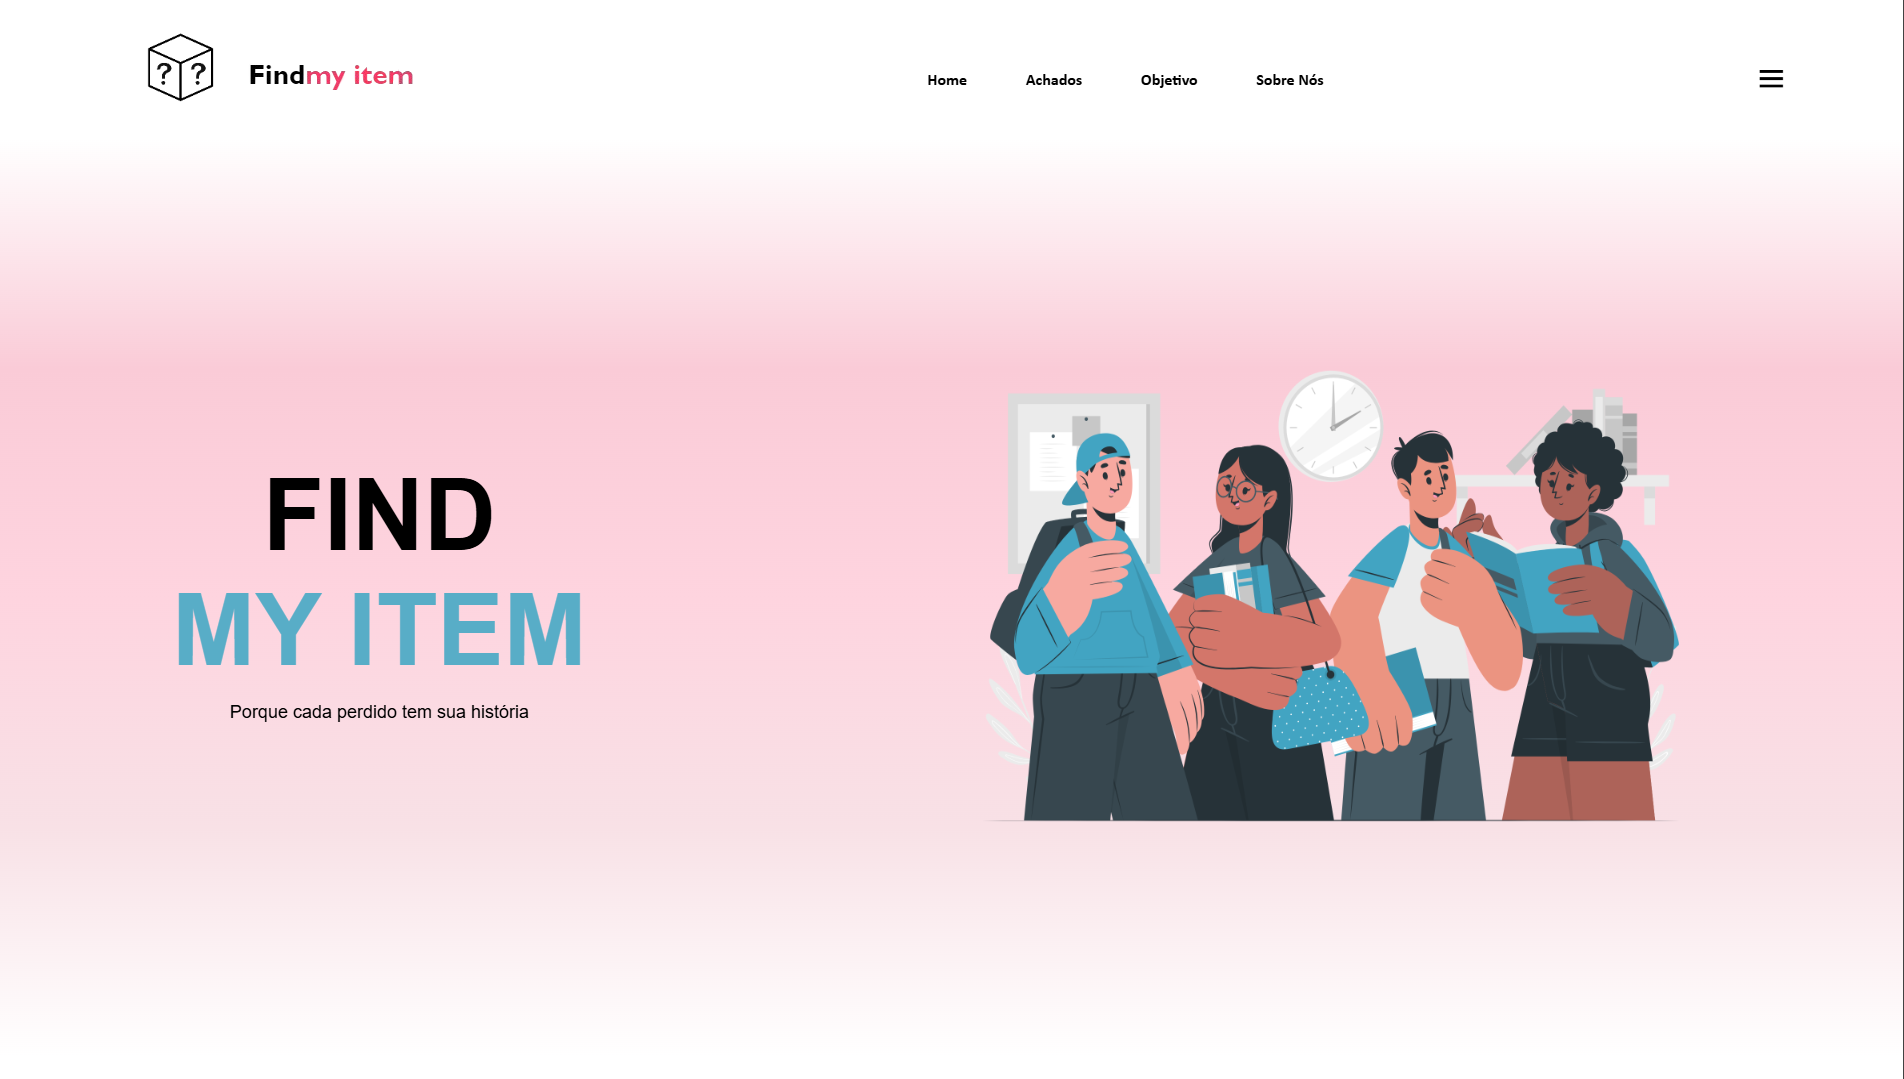 ? ?
Findmy item
Home Achados Objetivo Sobre Nós
FIND
MY ITEM
Porque cada perdido tem sua história